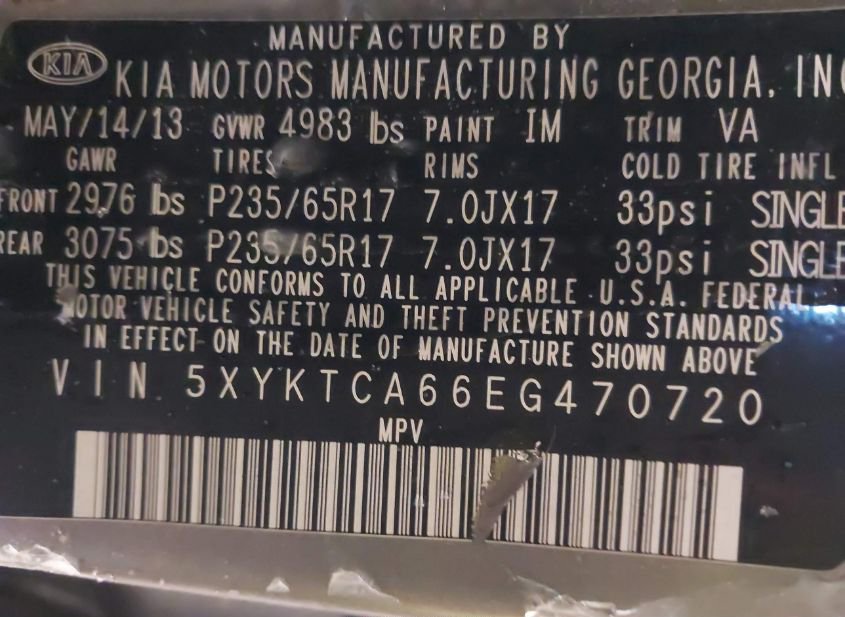 MANUFACTURED BY
KIA KIA MOTORS MANUFACTURING GEORGIA, INC
MAY/14/13 GVWR 4983 lbs PAINT IM TRIM VA
GAWR TIRES RIMS COLD TIRE INFL
FRONT 2976 lbs P235/65R17 7.0JX17 33psi SINGLE
REAR 3075 lbs P235/65R17 7.0JX17 33psi SINGLE
THIS VEHICLE CONFORMS TO ALL APPLICABLE U.S.A. FEDERAL
MOTOR VEHICLE SAFETY AND THEFT PREVENTION STANDARDS
IN EFFECT ON THE DATE OF MANUFACTURE SHOWN ABOVE
VIN. 5XYKTCA66EG470720
MPV